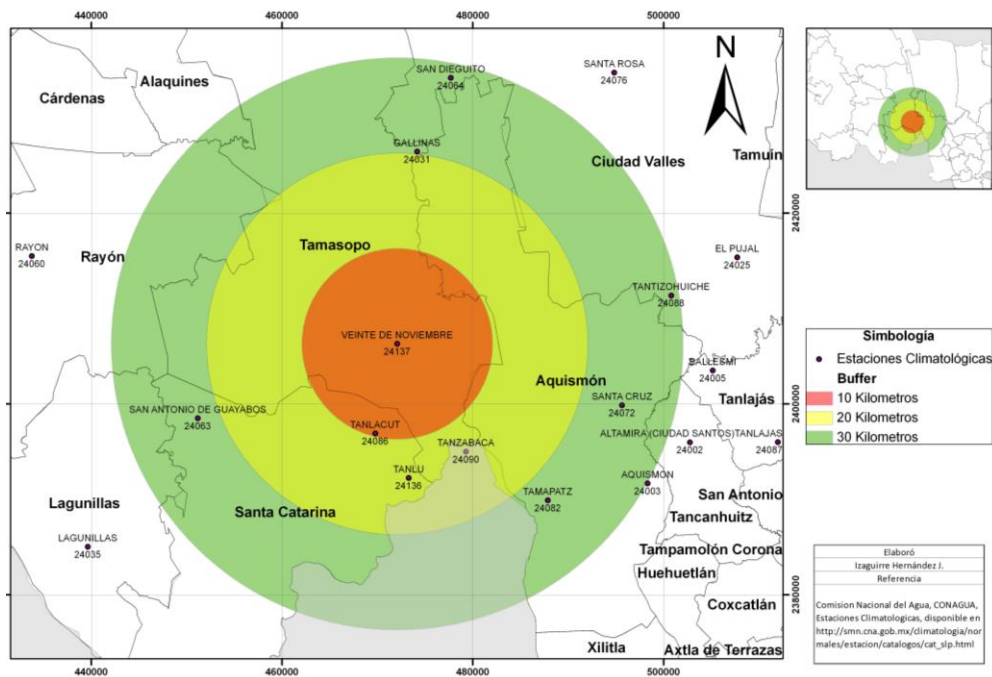 440000 460000 480000 500000
N
SAN DIEGUITO
24064
SANTA ROSA
24076
Alaquines
Cárdenas
GALLINAS
24031
Ciudad Valles
Tamuín
2420000
Tamasopo
RAYON
24060
Rayón
EL PUJAL
24025
TANTIZOHUICHE
24088
VEINTE DE NOVIEMBRE
24137
BALLESMI
24005
Aquismón
Tanlajás
2400000
SANTA CRUZ
24072
SAN ANTONIO DE GUAYABOS
24063
TANLACUT
24086
TANZABACA
24090
ALTAMIRA (CIUDAD SANTOS)
24002
TANLAJAS
24087
TANLU
24136
AQUISMON
24003
TAMAPATZ
24082
San Antonio
Lagunillas
Santa Catarina
Tancanhuitz
LAGUNILLAS
24035
Tampamolón Corona
Huehuetlán
2380000
Coxcatlán
Xilitla
Axtla de Terrazas
440000 460000 480000 500000
Simbología
Estaciones Climatológicas
Buffer
10 Kilometros
20 Kilometros
30 Kilometros
Elaboró
Izaguirre Hernández J.
Referencia
Comision Nacional del Agua, CONAGUA,
Estaciones Climatologicas, disponible en
http://smn.cna.gob.mx/climatologia/nor
males/estacion/catalogos/cat_slp.html